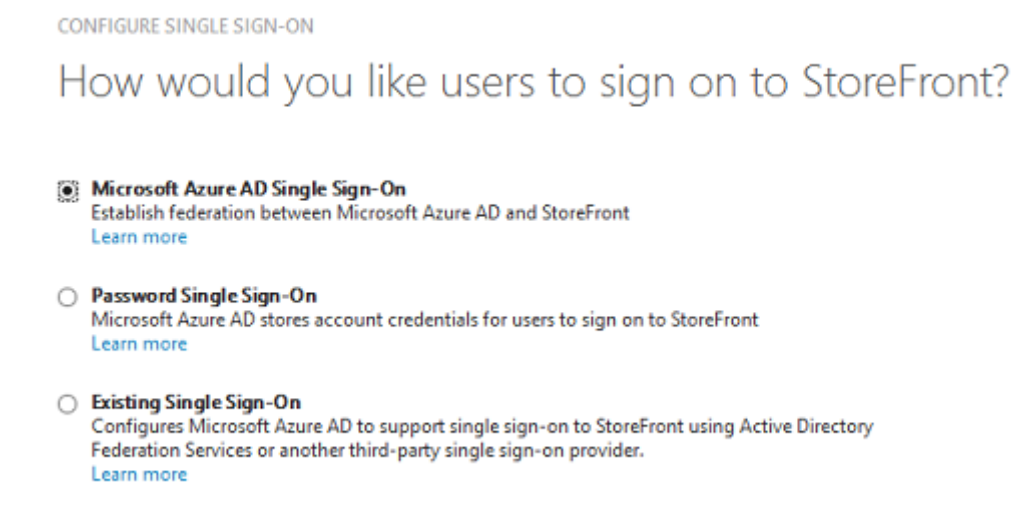 CONFIGURE SINGLE SIGN-ON
How would you like users to sign on to StoreFront?
Microsoft Azure AD Single Sign-On
Establish federation between Microsoft Azure AD and StoreFront
Learn more
Password Single Sign-On
Microsoft Azure AD stores account credentials for users to sign on to StoreFront
Learn more
Existing Single Sign-On
Configures Microsoft Azure AD to support single sign-on to StoreFront using Active Directory
Federation Services or another third-party single sign-on provider.
Learn more